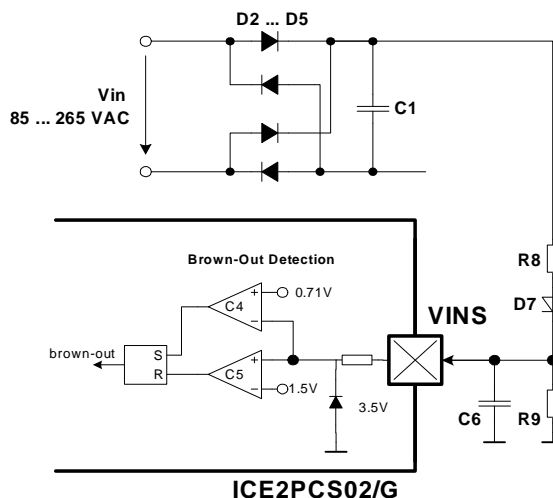 D2 ... D5
Vin
85 ... 265 VAC
C1
R8
Brown-Out Detection
D7
VINS
C4
+
−
0.71V
brown-out
S
R
C5
+
−
1.5V
3.5V
C6
R9
ICE2PCS02/G